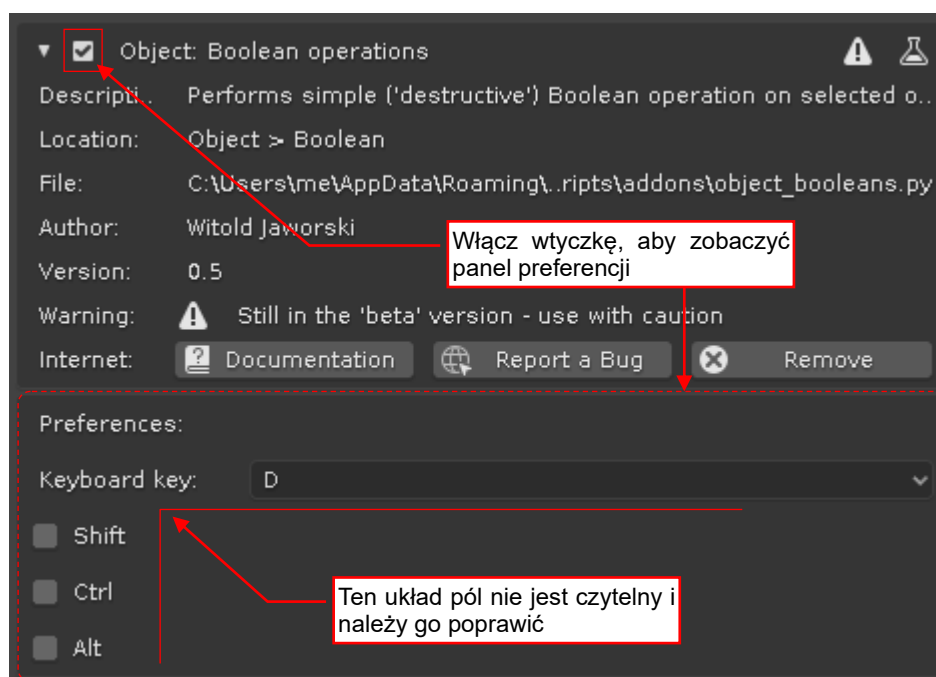 Object: Boolean operations
Descripti.. Performs simple ('destructive') Boolean operation on selected o..
Location: Object > Boolean
File: C:\Users\me\AppData\Roaming\..ripts\addons\object_booleans.py
Author: Witold Jaworski
Włącz wtyczkę, aby zobaczyć
panel preferencji
Version: 0.5
Warning: Still in the 'beta' version - use with caution
Internet: Documentation Report a Bug Remove
Preferences:
Keyboard key: D
Shift
Ctrl
Ten układ pól nie jest czytelny i
należy go poprawić
Alt